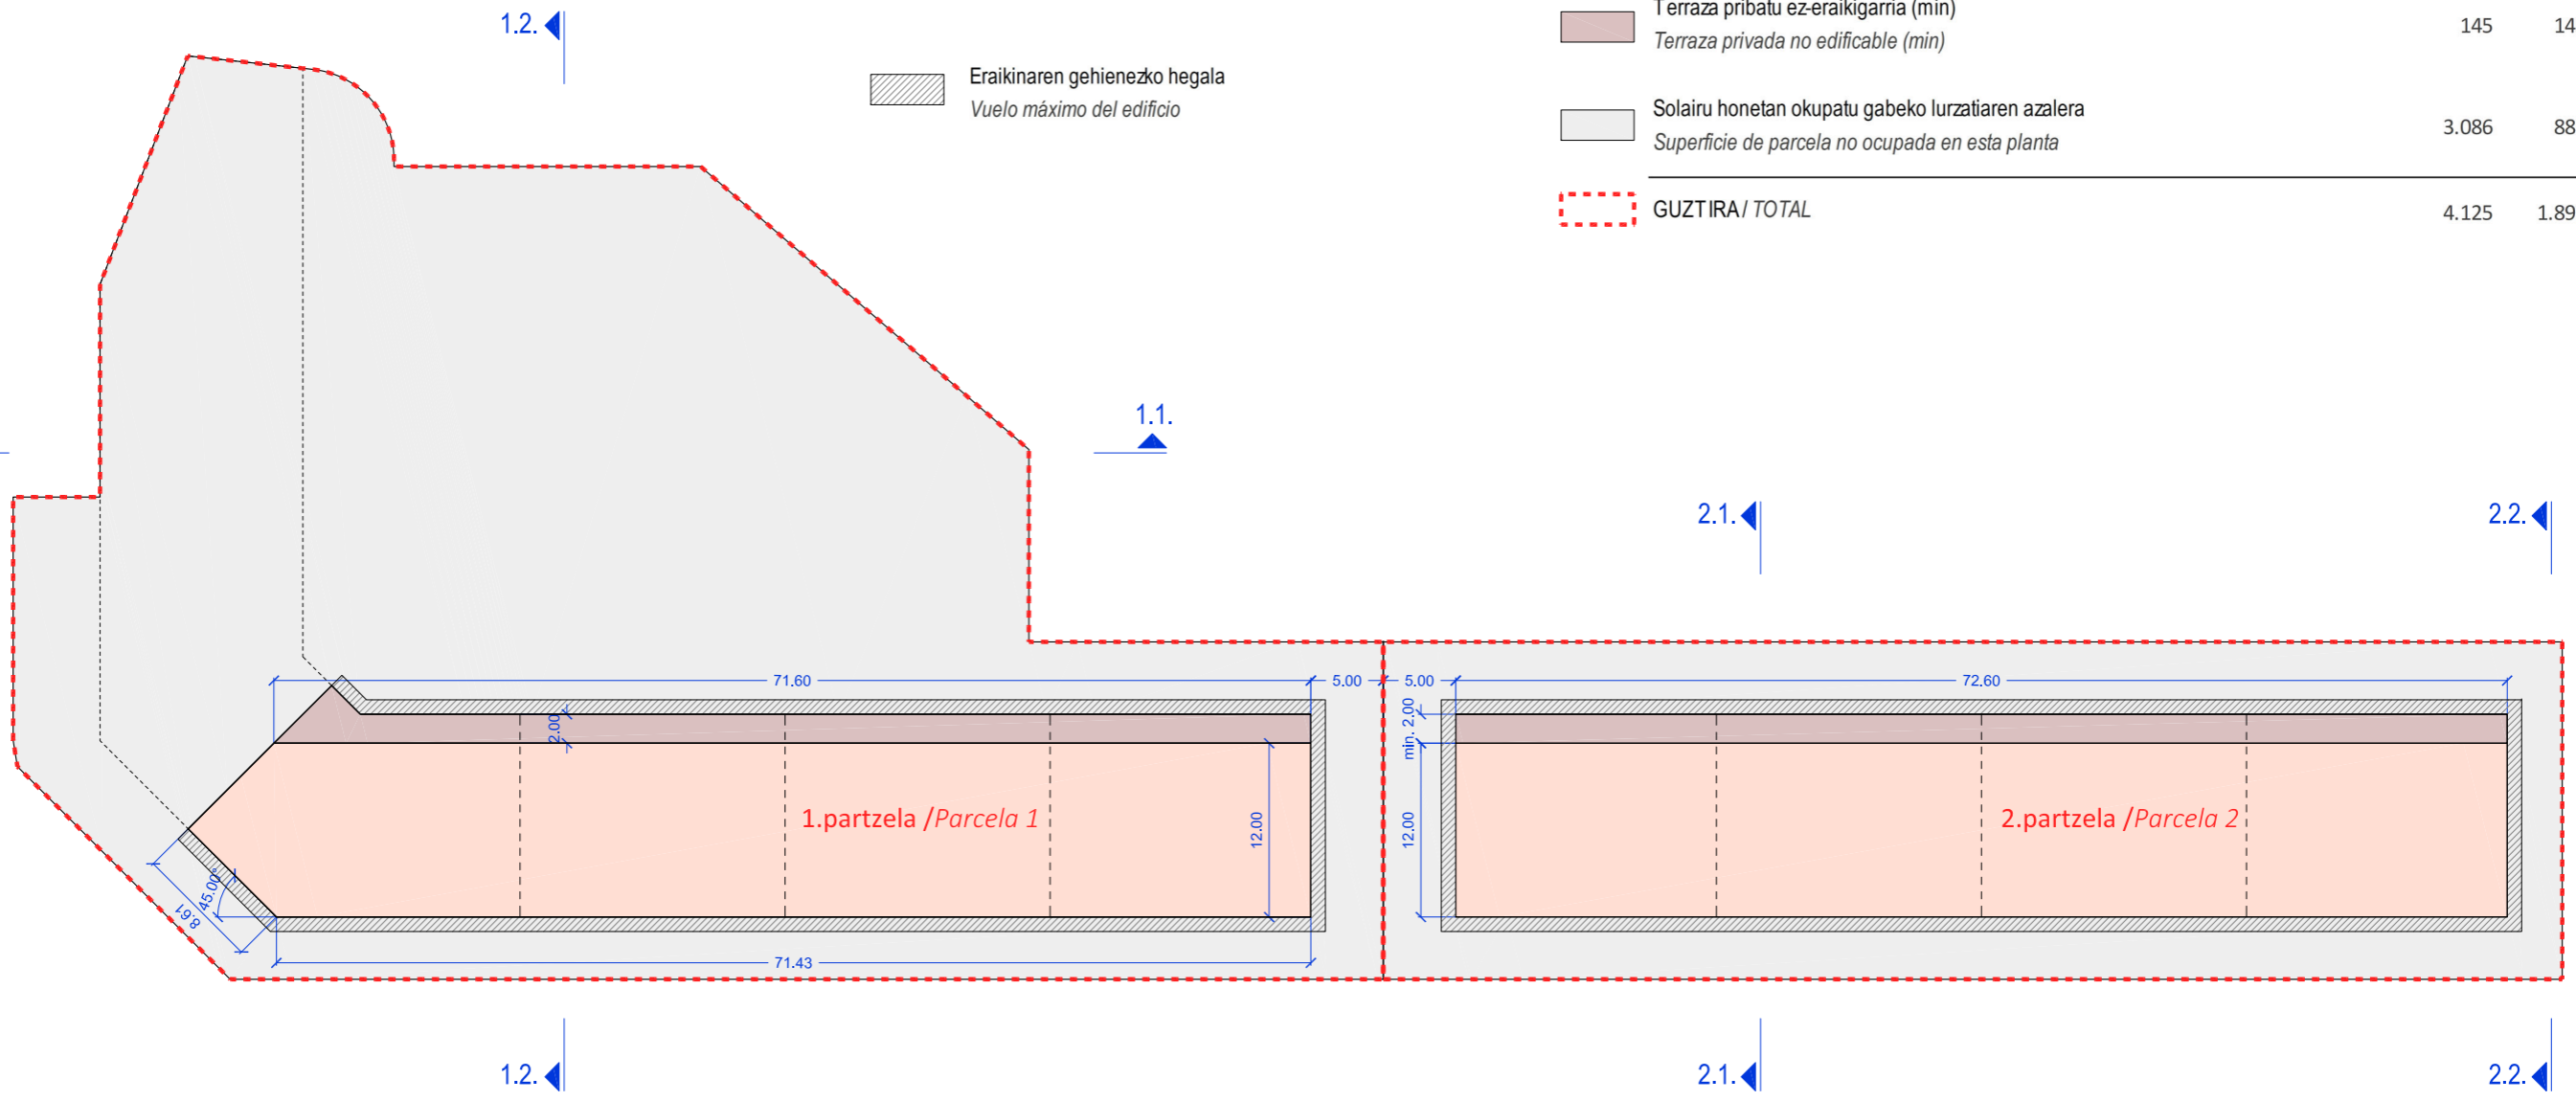 1.2.
Terraza pribatu ez-eraikigarria (min)
Terraza privada no edificable (min)
145 14
Eraikinaren gehienezko hegala
Vuelo máximo del edificio
Solairu honetan okupatu gabeko lurzatiaren azalera
Superficie de parcela no ocupada en esta planta
3.086 88
GUZTIRA / TOTAL
4.125 1.89
1.1.
2.1.
2.2.
71.60
5.00
5.00
72.60
2.00
min. 2.00
1.partzela /Parcela 1
12.00
12.00
2.partzela /Parcela 2
45.00°
8.61
71.43
1.2.
2.1.
2.2.